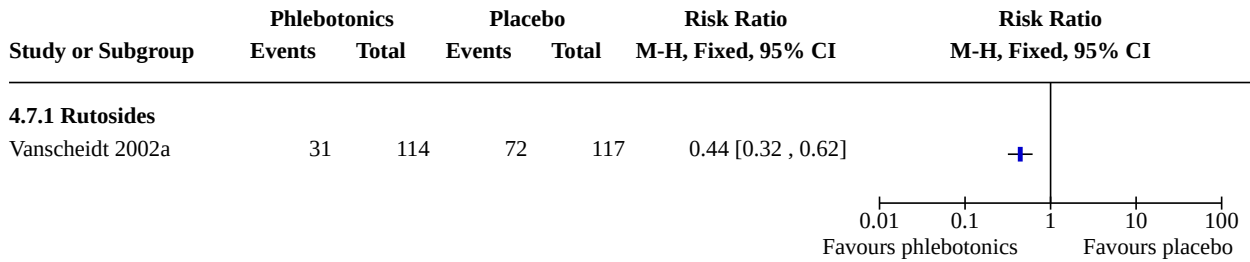 Phlebotonics Placebo Risk Ratio Risk Ratio
Study or Subgroup Events Total Events Total M-H, Fixed, 95% CI M-H, Fixed, 95% CI
4.7.1 Rutosides
Vanscheidt 2002a 31 114 72 117 0.44 [0.32 , 0.62]
0.01 0.1 1 10 100
Favours phlebotonics Favours placebo